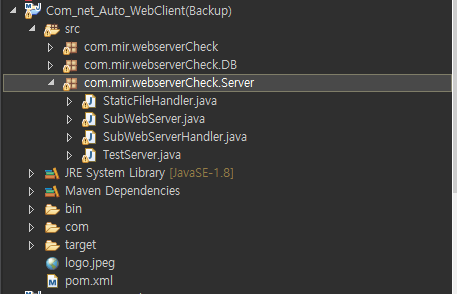 Com_net_Auto_WebClient(Backup)
src
com.mir.webserverCheck
com.mir.webserverCheck.DB
com.mir.webserverCheck.Server
StaticFileHandler.java
SubWebServer.java
SubWebServerHandler.java
TestServer.java
JRE System Library [JavaSE-1.8]
Maven Dependencies
bin
com
target
logo.jpeg
pom.xml